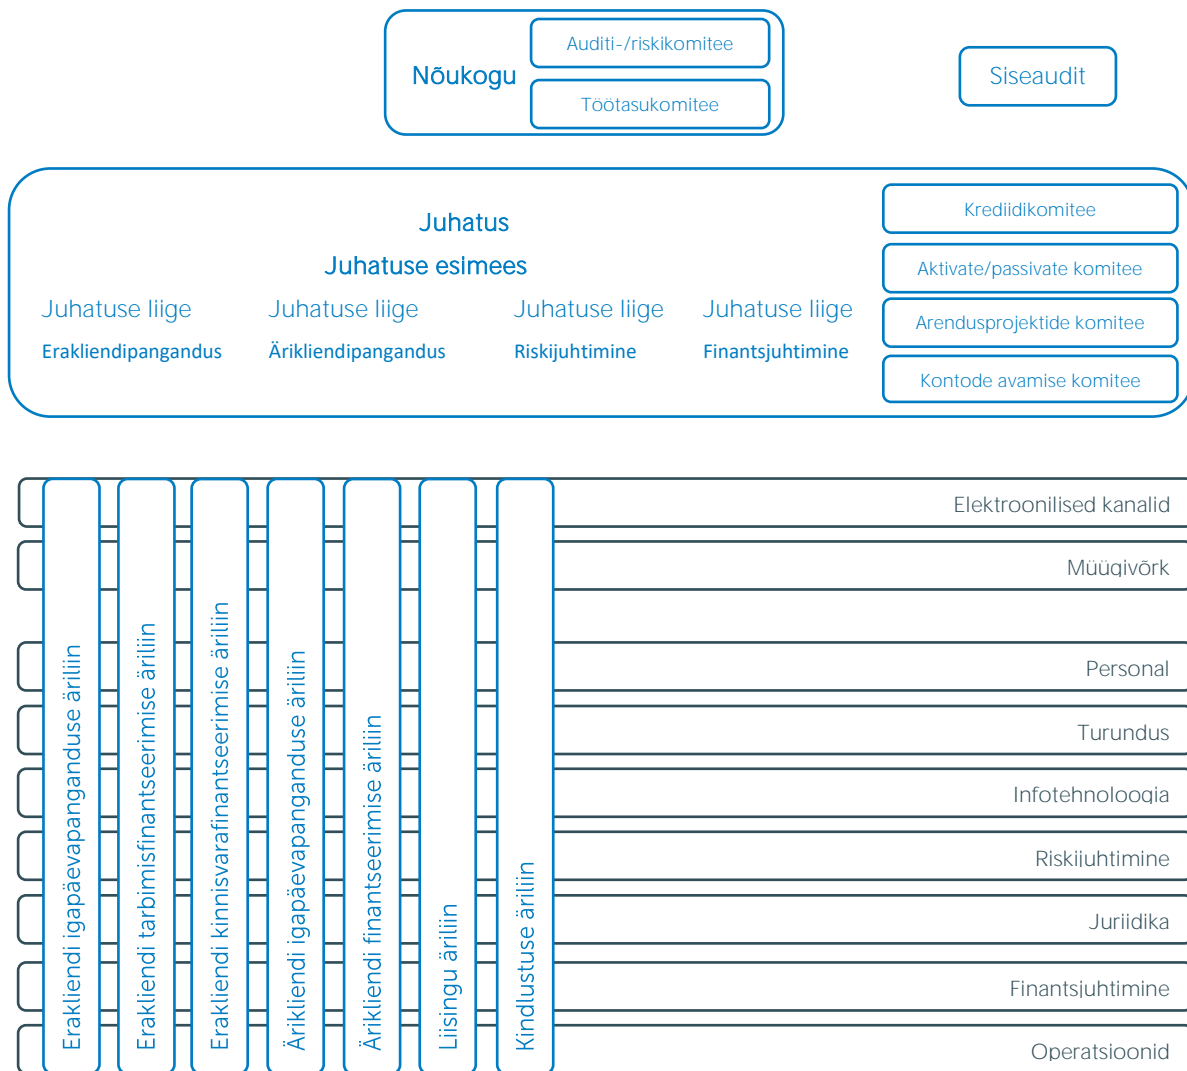 Nõukogu
Auditi-/riskikomitee
Töötasukomitee
Siseaudit
Juhatus
Juhatuse esimees
Juhatuse liige
Erakliendipangandus
Juhatuse liige
Ärikliendipangandus
Juhatuse liige
Riskijuhtimine
Juhatuse liige
Finantsjuhtimine
Krediidikomitee
Aktivate/passivate komitee
Arendusprojektide komitee
Kontode avamise komitee
Erakliendi igapäevapanganduse äriliin
Erakliendi tarbimisfinantseerimise äriliin
Erakliendi kinnisvarafinantseerimise äriliin
Ärikliendi igapäevapanganduse äriliin
Ärikliendi finantseerimise äriliin
Liisingu äriliin
Kindlustuse äriliin
Elektroonilised kanalid
Müügivõrk
Personal
Turundus
Infotehnoloogia
Riskijuhtimine
Juriidika
Finantsjuhtimine
Operatsioonid